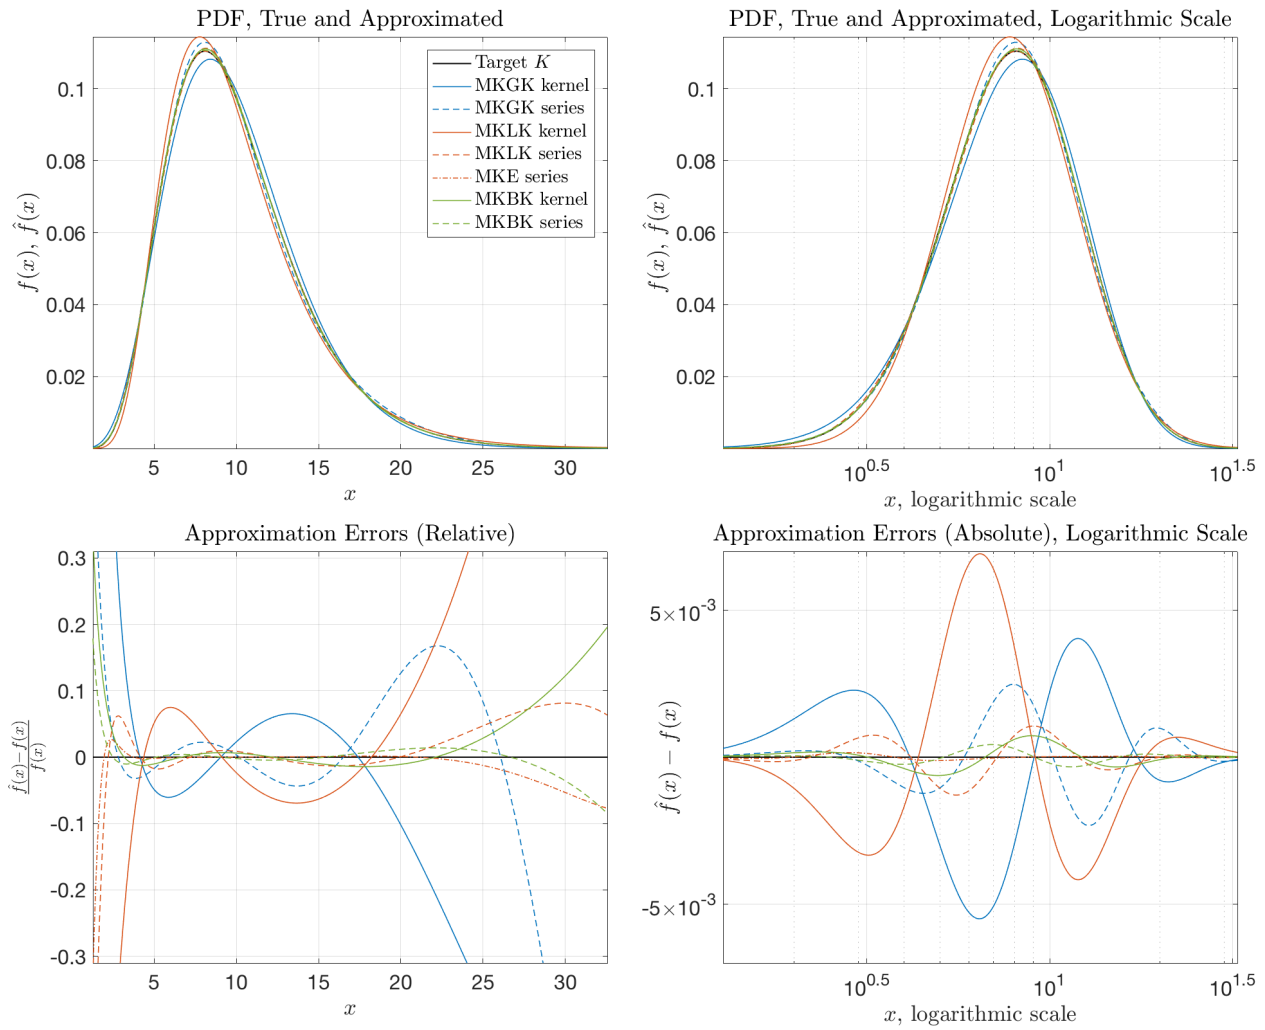 PDF, True and Approximated
f(x), f̂(x)
0.1
0.08
0.06
0.04
0.02
Target K
MKGK kernel
MKGK series
MKLK kernel
MKLK series
MKE series
MKBK kernel
MKBK series
5 10 15 20 25 30
x
PDF, True and Approximated, Logarithmic Scale
f(x), f̂(x)
0.1
0.08
0.06
0.04
0.02
10^0.5 10^1 10^1.5
x, logarithmic scale
Approximation Errors (Relative)
f̂(x)−f(x)
f(x)
0.3
0.2
0.1
0
-0.1
-0.2
-0.3
5 10 15 20 25 30
x
Approximation Errors (Absolute), Logarithmic Scale
f̂(x) − f(x)
5×10^-3
-5×10^-3
10^0.5 10^1 10^1.5
x, logarithmic scale